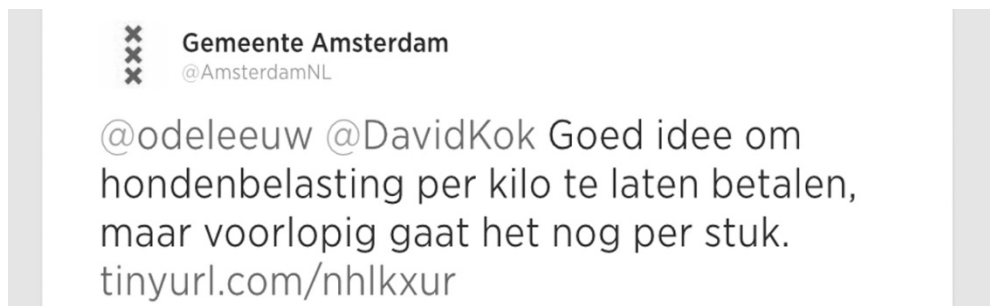 Gemeente Amsterdam
@AmsterdamNL
@odeleeuw @DavidKok Goed idee om
hondenbelasting per kilo te laten betalen,
maar voorlopig gaat het nog per stuk.
tinyurl.com/nhlkxur